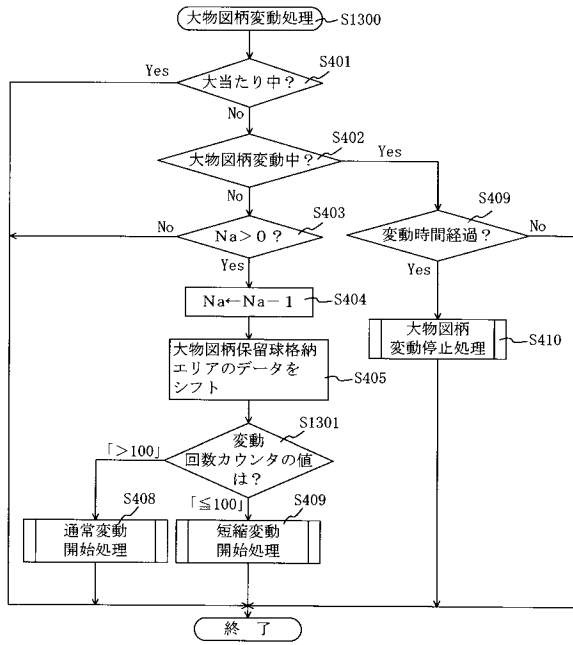 大物図柄変動処理
S1300
Yes
大当たり中？
S401
No
大物図柄変動中？
S402
Yes
No
No
Na＞0？
S403
変動時間経過？
S409
No
Yes
Yes
Na←Na－1
S404
大物図柄
変動停止処理
S410
大物図柄保留球格納
エリアのデータを
シフト
S405
変動
回数カウンタの値
は？
S1301
「＞100」
「≦100」
S408
通常変動
開始処理
S409
短縮変動
開始処理
終 了